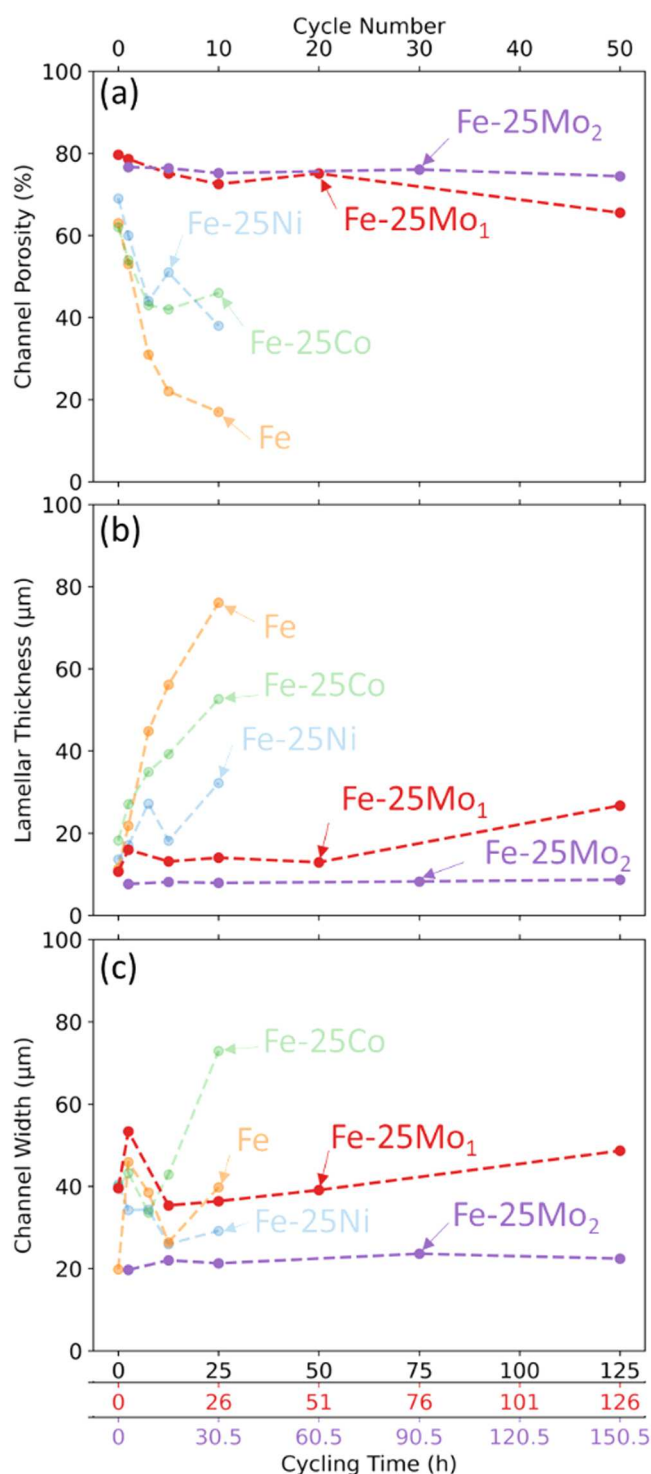 Cycle Number
0 10 20 30 40 50
100
(a)
Fe-25Mo₂
80
Fe-25Mo₁
Fe-25Ni
60
Channel Porosity (%)
40
Fe-25Co
20
Fe
0
100
(b)
80
Fe
60
Fe-25Co
Lamellar Thickness (μm)
Fe-25Ni
40
Fe-25Mo₁
20
Fe-25Mo₂
0
100
(c)
80
Fe-25Co
60
Channel Width (μm)
Fe
Fe-25Mo₁
40
Fe-25Ni
Fe-25Mo₂
20
0
0 25 50 75 100 125
0 26 51 76 101 126
0 30.5 60.5 90.5 120.5 150.5
Cycling Time (h)